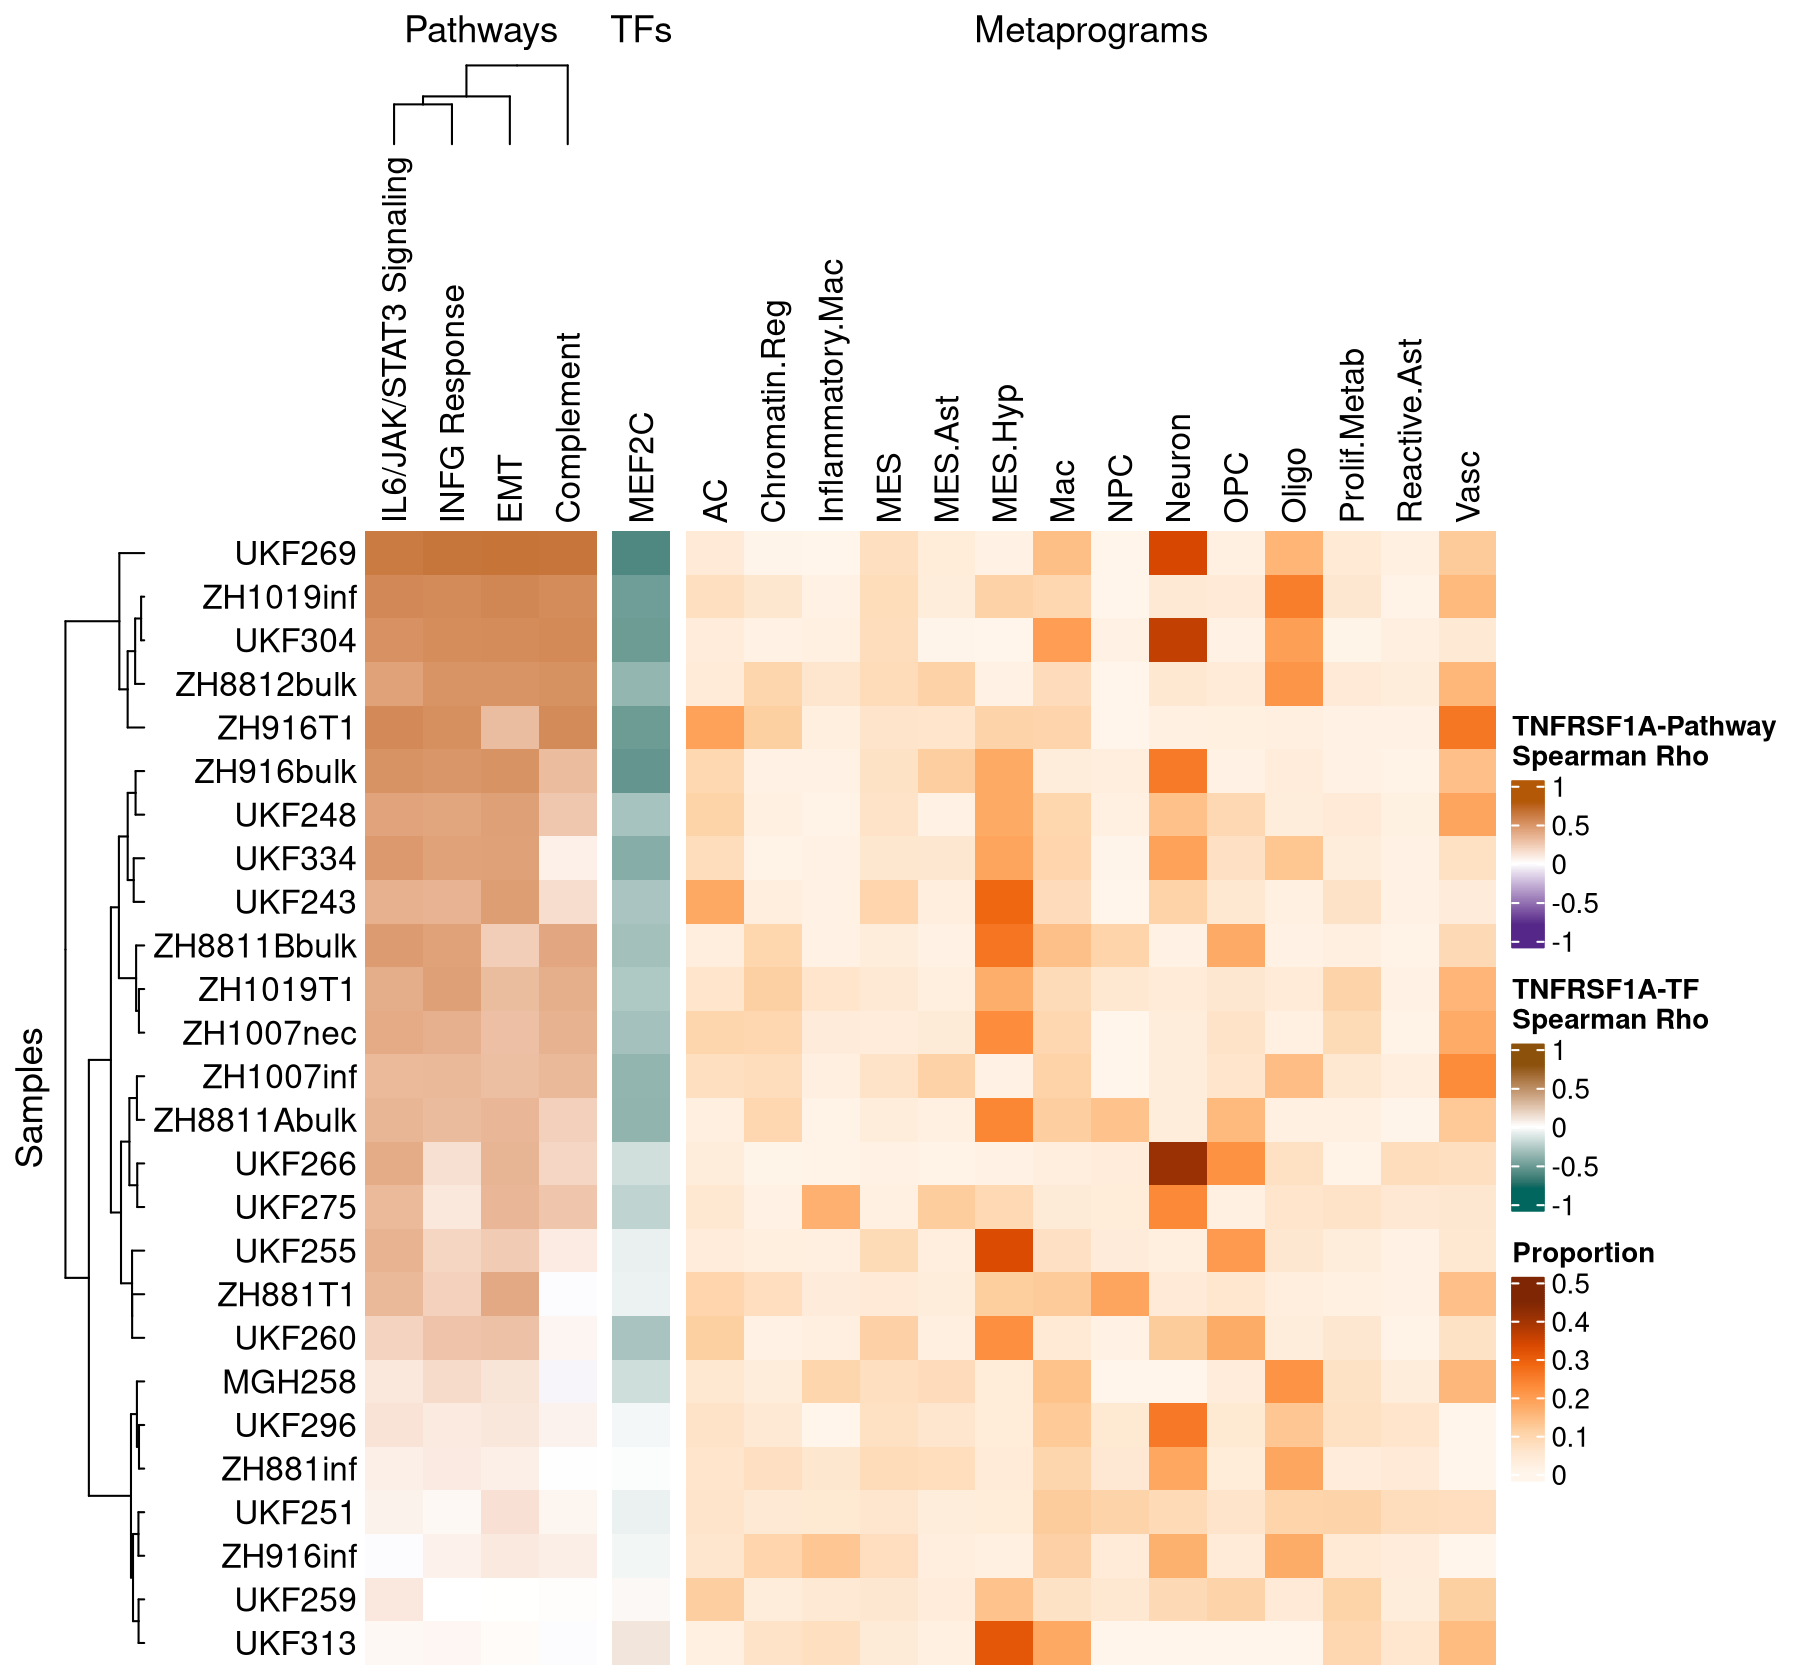 Pathways
TFs
Metaprograms
IL6/JAK/STAT3 Signaling
INFG Response
EMT
Complement
MEF2C
AC
Chromatin.Reg
Inflammatory.Mac
MES
MES.Ast
MES.Hyp
Mac
NPC
Neuron
OPC
Oligo
Prolif.Metab
Reactive.Ast
Vasc
Samples
UKF269
ZH1019inf
UKF304
ZH8812bulk
ZH916T1
ZH916bulk
UKF248
UKF334
UKF243
ZH8811Bbulk
ZH1019T1
ZH1007nec
ZH1007inf
ZH8811Abulk
UKF266
UKF275
UKF255
ZH881T1
UKF260
MGH258
UKF296
ZH881inf
UKF251
ZH916inf
UKF259
UKF313
TNFRSF1A-Pathway
Spearman Rho
1
0.5
0
-0.5
-1
TNFRSF1A-TF
Spearman Rho
1
0.5
0
-0.5
-1
Proportion
0.5
0.4
0.3
0.2
0.1
0